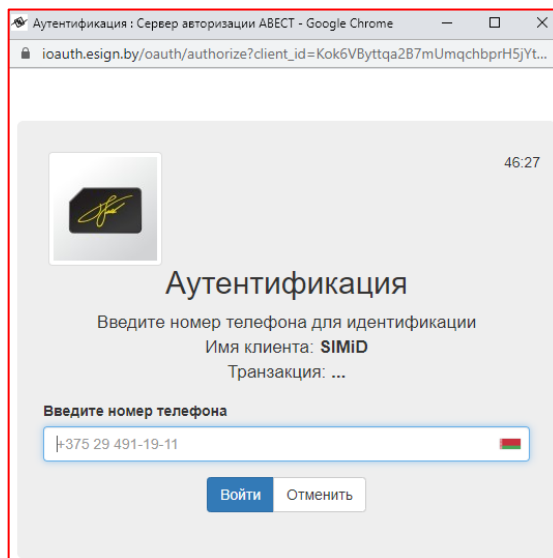 Аутентификация : Сервер авторизации АВЕСТ - Google Chrome
ioauth.esign.by/oauth/authorize?client_id=Kok6VByttqa2B7mUmqchbprH5jYt...
46:27
Аутентификация
Введите номер телефона для идентификации
Имя клиента: SIMiD
Транзакция: ...
Введите номер телефона
+375 29 491-19-11
Войти Отменить